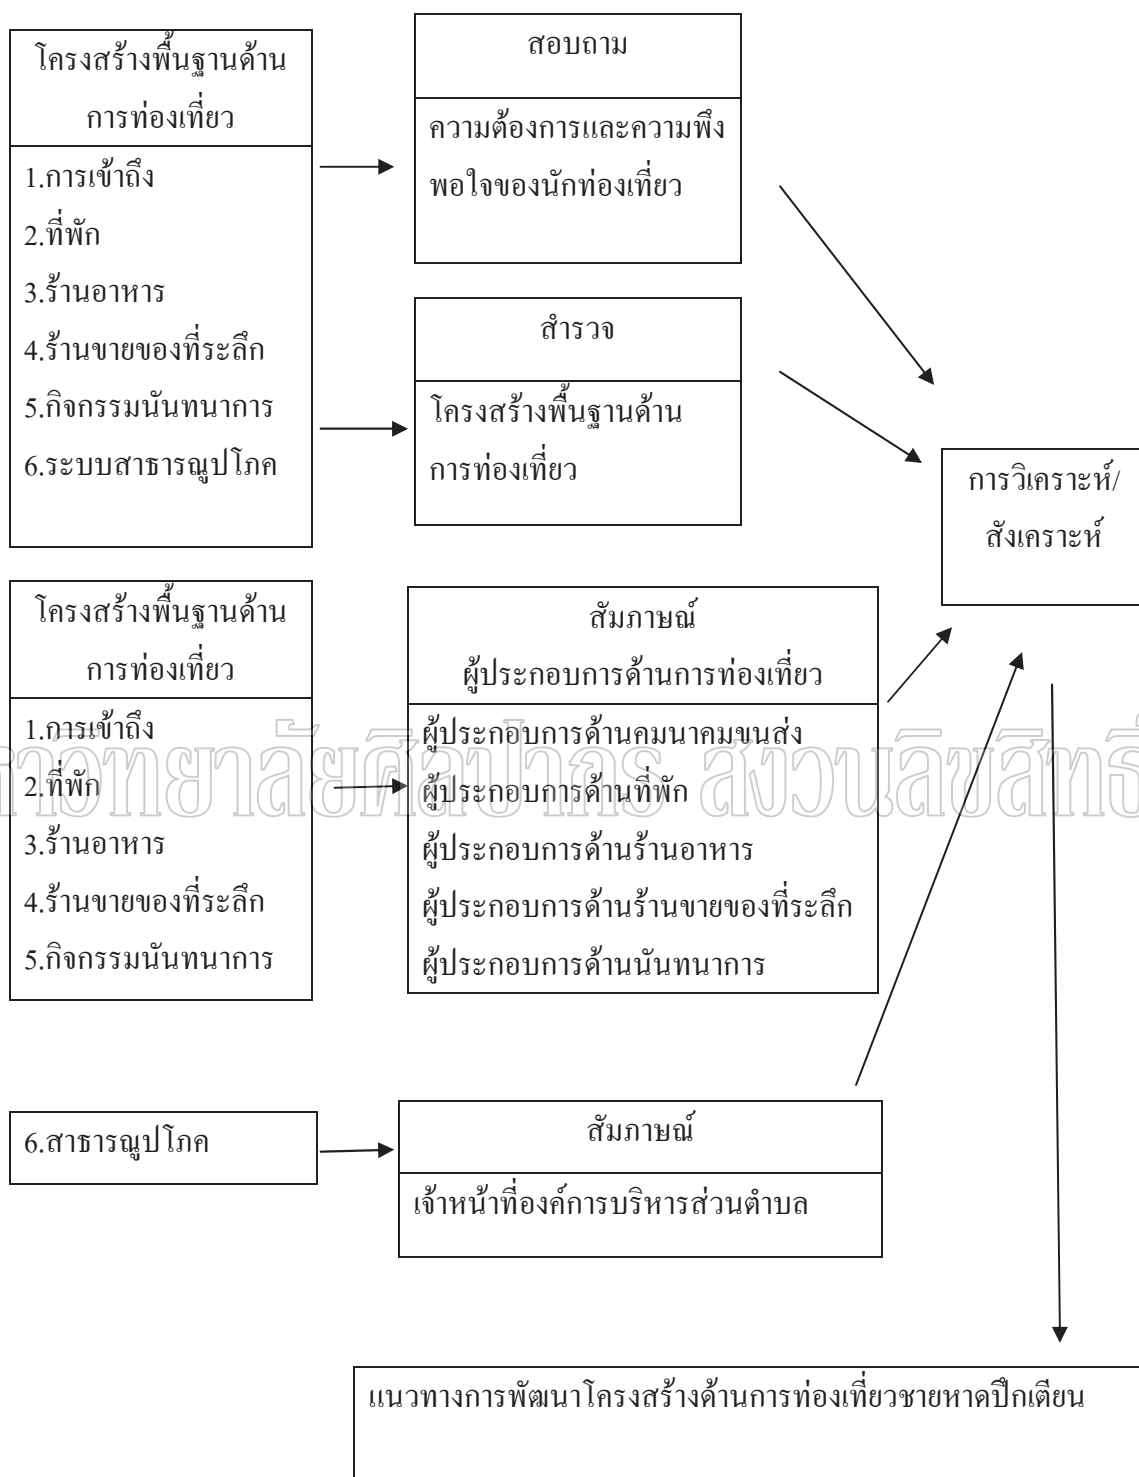 โครงสร้างพื้นฐานด้าน
การท่องเที่ยว
1.การเข้าถึง
2.ที่พัก
3.ร้านอาหาร
4.ร้านขายของที่ระลึก
5.กิจกรรมนันทนาการ
6.ระบบสาธารณูปโภค
สอบถาม
ความต้องการและความพึง
พอใจของนักท่องเที่ยว
สำรวจ
โครงสร้างพื้นฐานด้าน
การท่องเที่ยว
การวิเคราะห์/
สังเคราะห์
โครงสร้างพื้นฐานด้าน
การท่องเที่ยว
1.การเข้าถึง
2.ที่พัก
3.ร้านอาหาร
4.ร้านขายของที่ระลึก
5.กิจกรรมนันทนาการ
สัมภาษณ์
ผู้ประกอบการด้านการท่องเที่ยว
ผู้ประกอบการด้านคมนาคมขนส่ง
ผู้ประกอบการด้านที่พัก
ผู้ประกอบการด้านร้านอาหาร
ผู้ประกอบการด้านร้านขายของที่ระลึก
ผู้ประกอบการด้านนันทนาการ
หาวิทยาลัยศิลปากร สงวนลิขสิทธิ
6.สาธารณูปโภค
สัมภาษณ์
เจ้าหน้าที่องค์การบริหารส่วนตำบล
แนวทางการพัฒนาโครงสร้างด้านการท่องเที่ยวชายหาดปึกเตียน